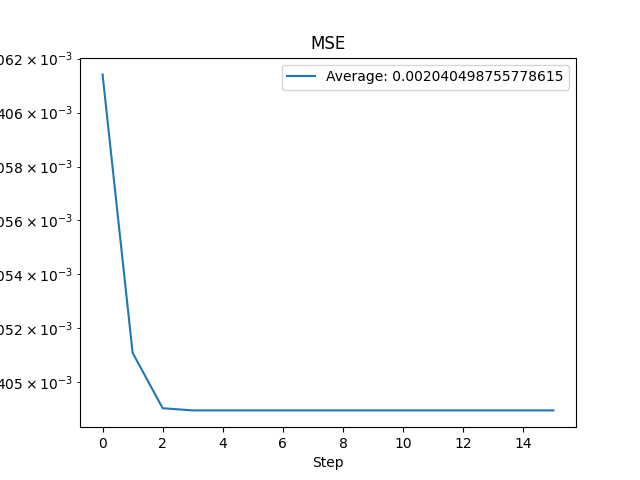 MSE
Average: 0.002040498755778615
062 × 10⁻³
406 × 10⁻³
058 × 10⁻³
056 × 10⁻³
054 × 10⁻³
052 × 10⁻³
405 × 10⁻³
0 2 4 6 8 10 12 14
Step